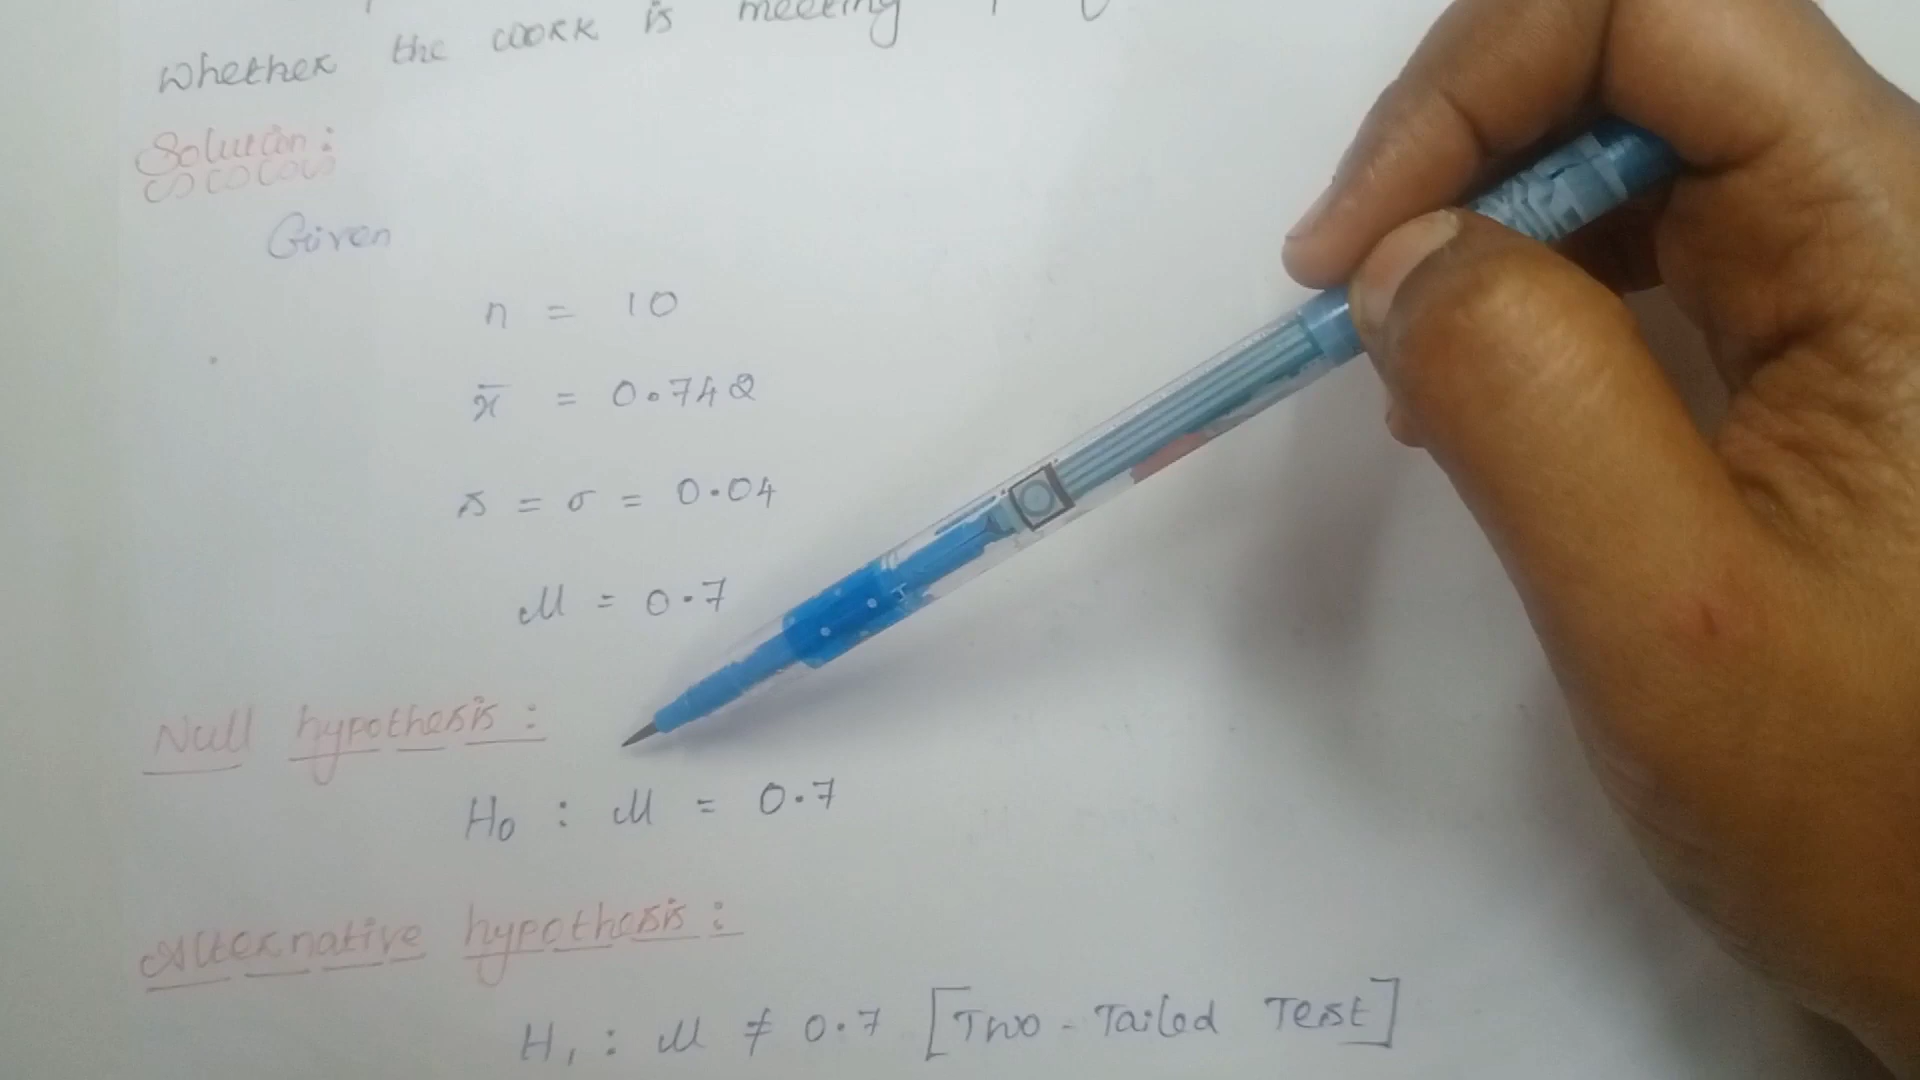 whether the work is meeting
Solution:
Given
n = 10
x̄ = 0.742
s = σ = 0.04
μ = 0.7
Null hypothesis:
H₀ : μ = 0.7
Alternative hypothesis:
H₁ : μ ≠ 0.7 [Two-Tailed Test]